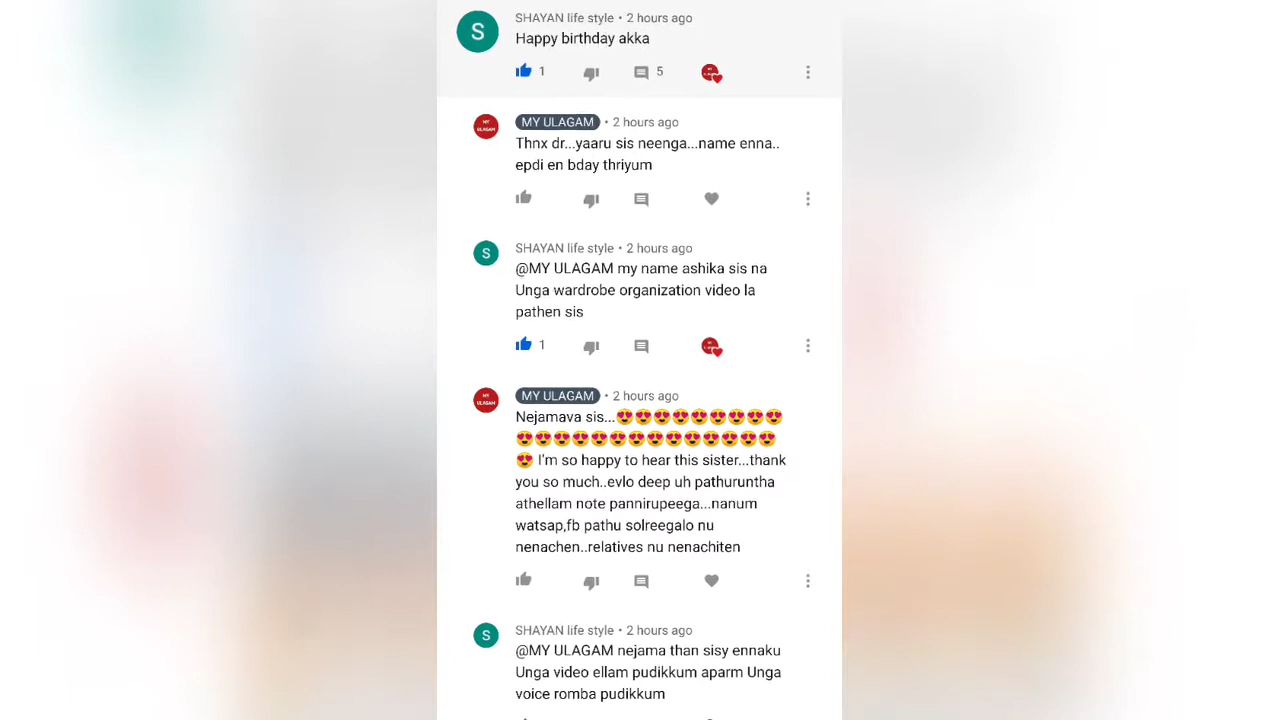 S
SHAYAN life style • 2 hours ago
Happy birthday akka
1
5
MY ULAGAM
MY ULAGAM • 2 hours ago
Thnx dr...yaaru sis neenga...name enna..
epdi en bday thriyum
S
SHAYAN life style • 2 hours ago
@MY ULAGAM my name ashika sis na
Unga wardrobe organization video la
pathen sis
1
MY ULAGAM
MY ULAGAM • 2 hours ago
Nejamava sis...😍😍😍😍😍😍😍😍😍
😍😍😍😍😍😍😍😍😍😍😍😍😍😍
😍 I'm so happy to hear this sister...thank
you so much..evlo deep uh pathuruntha
athellam note pannirupeega...nanum
watsap,fb pathu solreegalo nu
nenachen..relatives nu nenachiten
S
SHAYAN life style • 2 hours ago
@MY ULAGAM nejama than sisy ennaku
Unga video ellam pudikkum aparm Unga
voice romba pudikkum